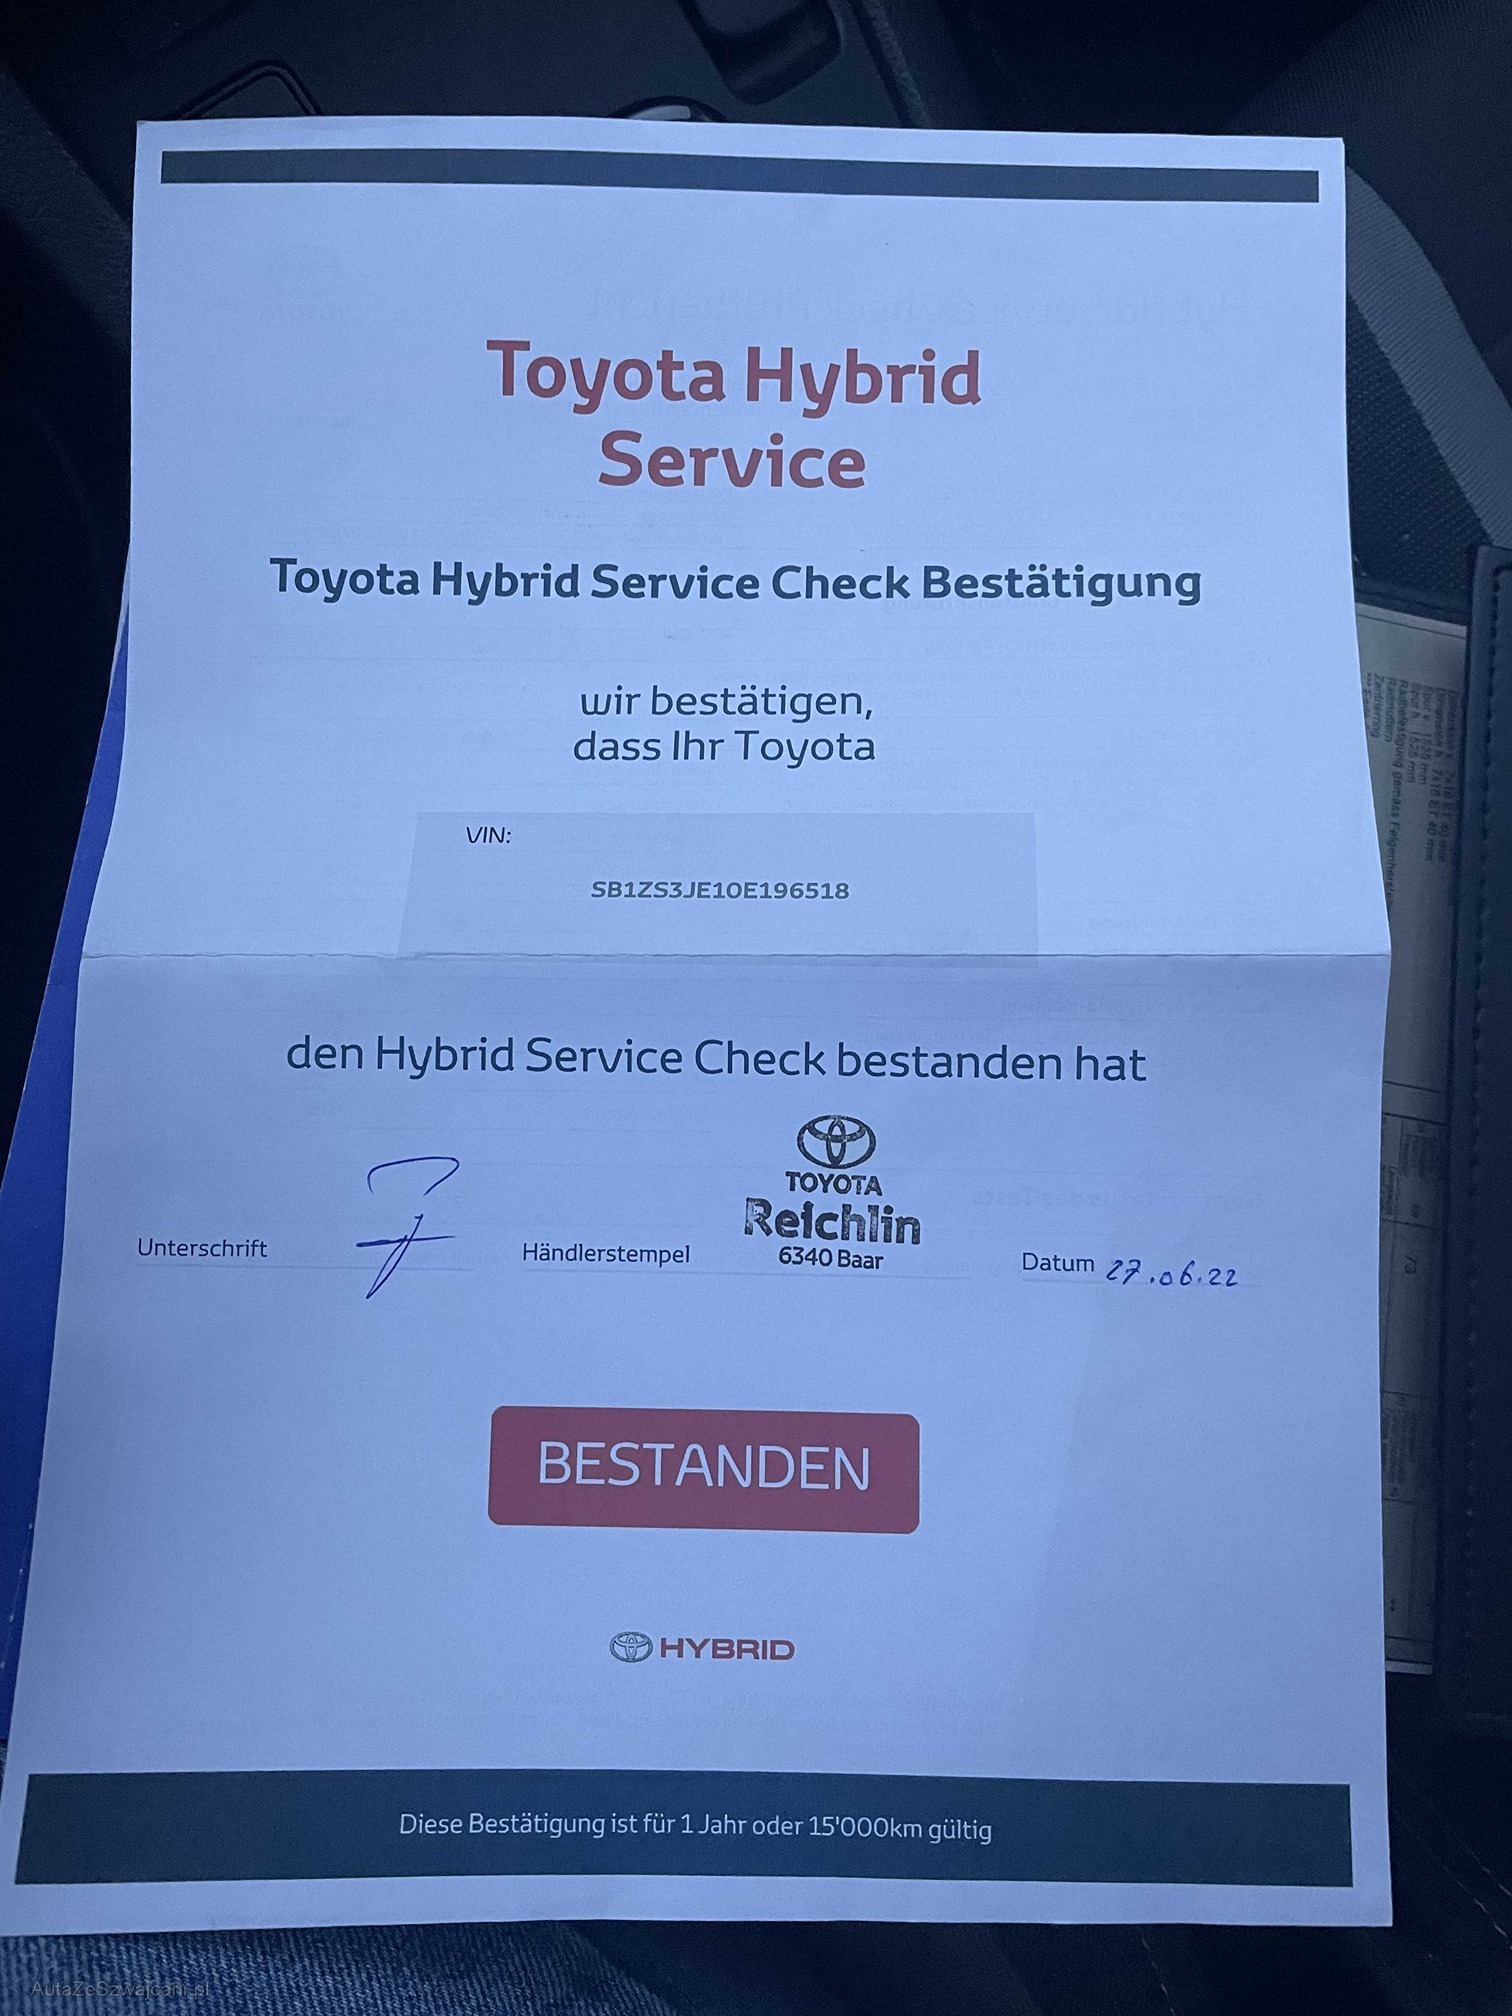 Toyota Hybrid
Service
Toyota Hybrid Service Check Bestätigung
wir bestätigen,
dass Ihr Toyota
VIN:
SB1ZS3JE10E196518
den Hybrid Service Check bestanden hat
TOYOTA
Reichlin
6340 Baar
Unterschrift
Händlerstempel
Datum 27.06.22
BESTANDEN
HYBRID
Diese Bestätigung ist für 1 Jahr oder 15'000km gültig
AutaZeSzwajcarii.pl